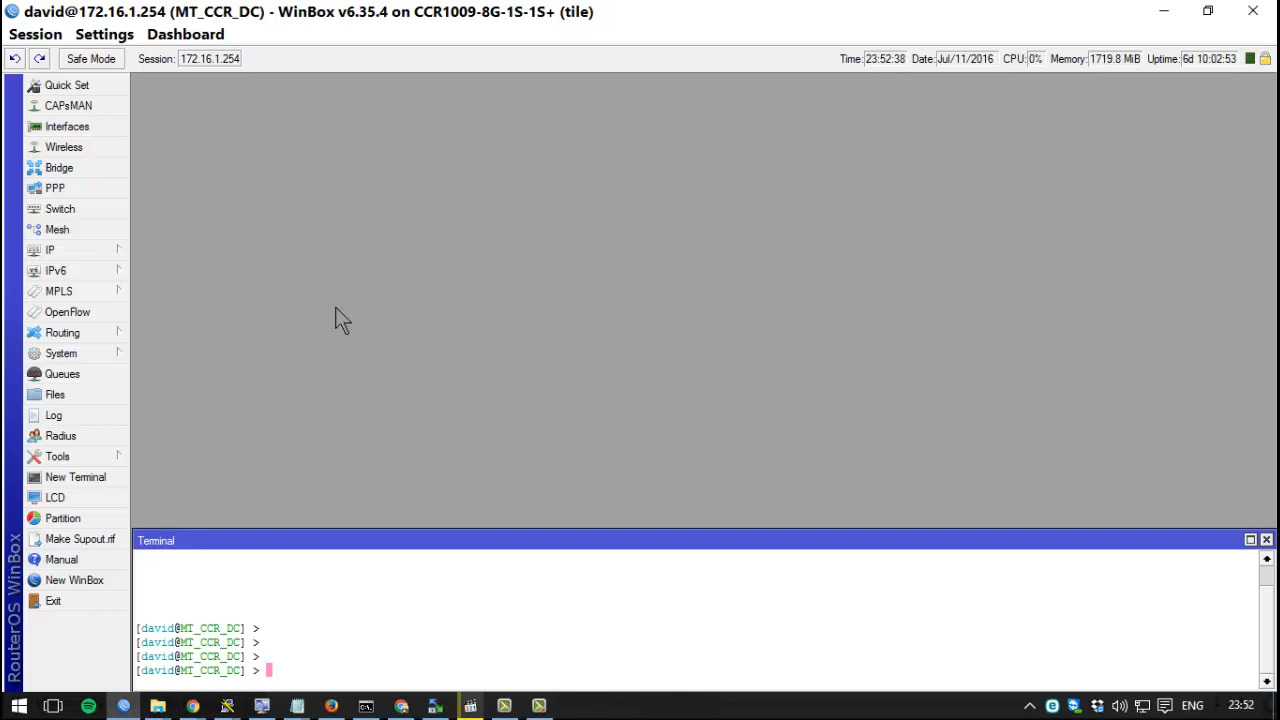 david@172.16.1.254 (MT_CCR_DC) - WinBox v6.35.4 on CCR1009-8G-1S-1S+ (tile)
Session Settings Dashboard
Safe Mode Session: 172.16.1.254 Time: 23:52:38 Date: Jul/11/2016 CPU: 0% Memory: 1719.8 MiB Uptime: 6d 10:02:53
Quick Set
CAPsMAN
Interfaces
Wireless
Bridge
PPP
Switch
Mesh
IP
IPv6
MPLS
OpenFlow
Routing
System
Queues
Files
Log
Radius
Tools
New Terminal
LCD
Partition
Make Supout.rif
Manual
New WinBox
Exit
RouterOS WinBox
Terminal
[david@MT_CCR_DC] >
[david@MT_CCR_DC] >
[david@MT_CCR_DC] >
[david@MT_CCR_DC] >
ENG 23:52